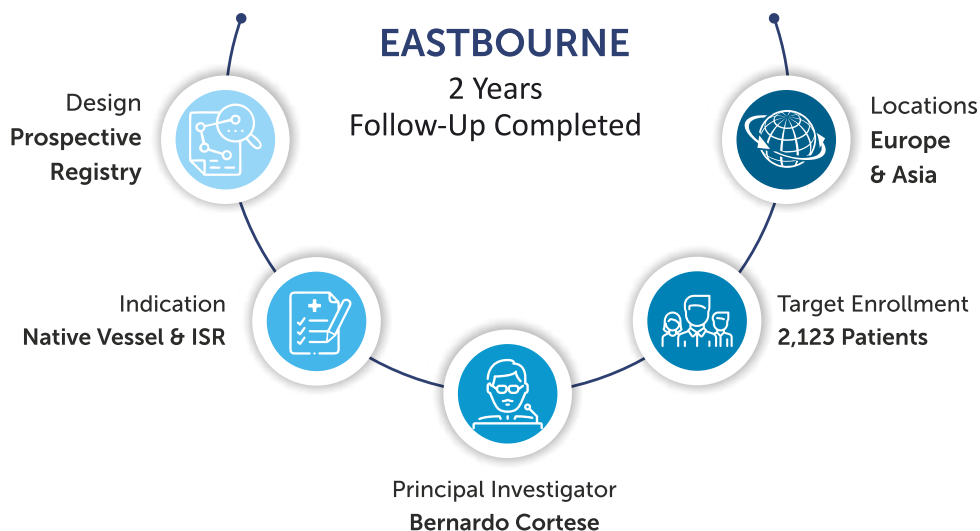 EASTBOURNE
2 Years
Follow-Up Completed
Design
Prospective
Registry
Indication
Native Vessel & ISR
Principal Investigator
Bernardo Cortese
Target Enrollment
2,123 Patients
Locations
Europe
& Asia